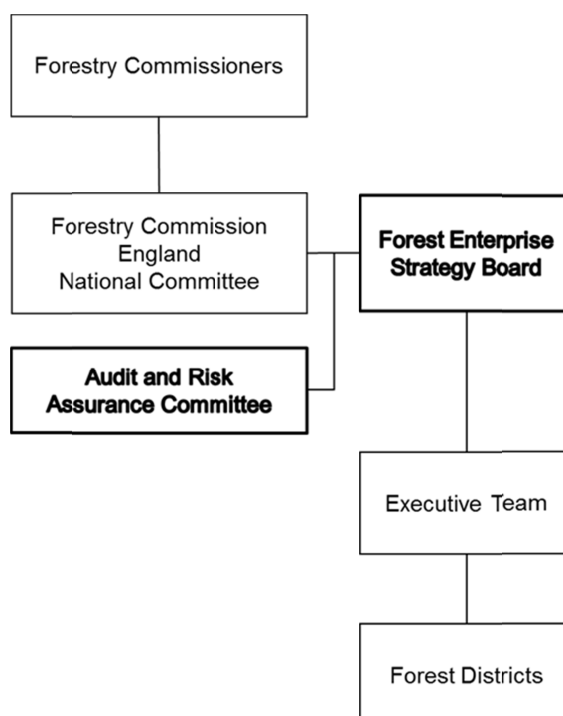 Forestry Commissioners
Forestry Commission
England
National Committee
Forest Enterprise
Strategy Board
Audit and Risk
Assurance Committee
Executive Team
Forest Districts